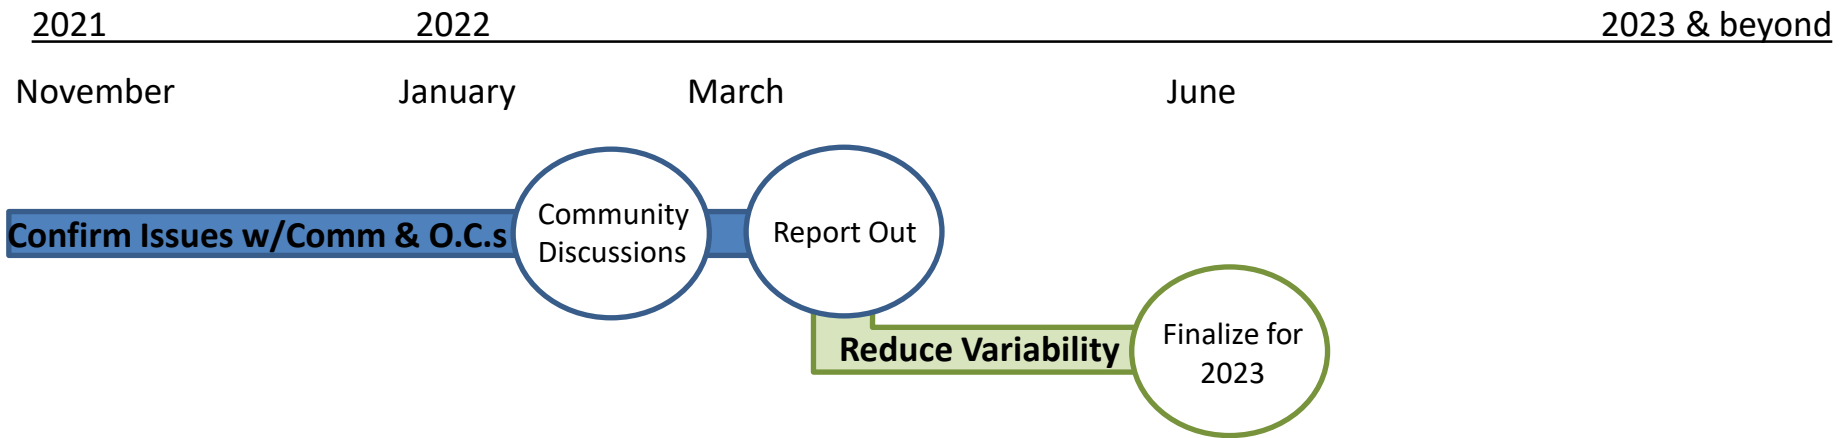 2021 2022 2023 & beyond
November January March June
Confirm Issues w/Comm & O.C.s
Community
Discussions
Report Out
Reduce Variability
Finalize for
2023